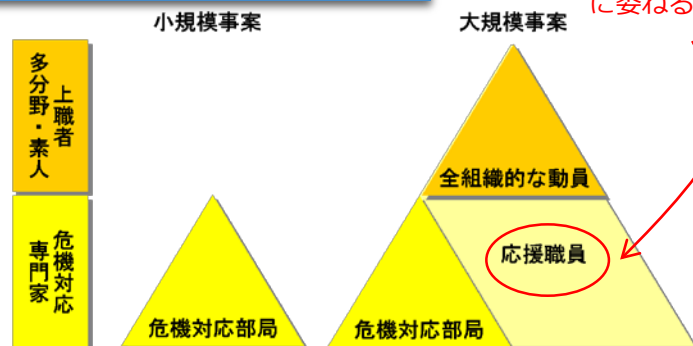 小規模事案
大規模事案
に委ねる
上職者
多分野・素人
全組織的な動員
危機対応
専門家
応援職員
危機対応部局
危機対応部局